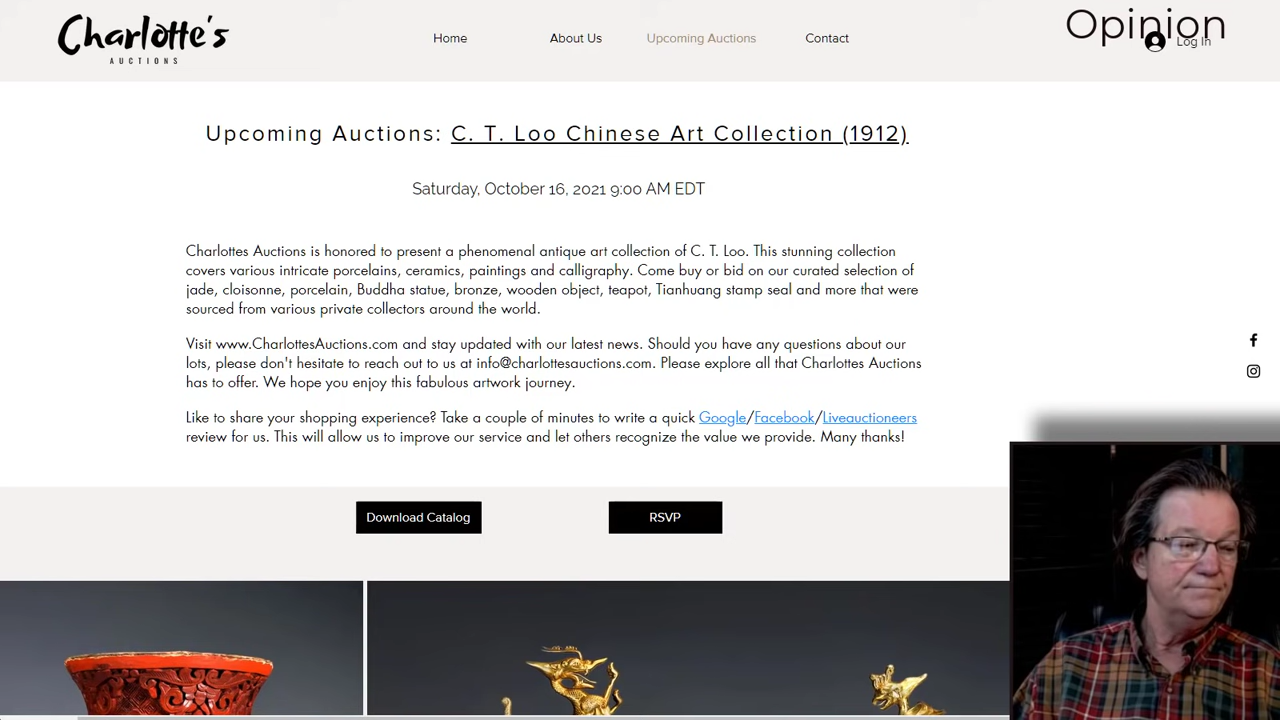 Charlotte's
AUCTIONS
Home
About Us
Upcoming Auctions
Contact
Opinion
Log In
Upcoming Auctions: C. T. Loo Chinese Art Collection (1912)
Saturday, October 16, 2021 9:00 AM EDT
Charlottes Auctions is honored to present a phenomenal antique art collection of C. T. Loo. This stunning collection
covers various intricate porcelains, ceramics, paintings and calligraphy. Come buy or bid on our curated selection of
jade, cloisonne, porcelain, Buddha statue, bronze, wooden object, teapot, Tianhuang stamp seal and more that were
sourced from various private collectors around the world.
Visit www.CharlottesAuctions.com and stay updated with our latest news. Should you have any questions about our
lots, please don't hesitate to reach out to us at info@charlottesauctions.com. Please explore all that Charlottes Auctions
has to offer. We hope you enjoy this fabulous artwork journey.
Like to share your shopping experience? Take a couple of minutes to write a quick Google/Facebook/Liveauctioneers
review for us. This will allow us to improve our service and let others recognize the value we provide. Many thanks!
Download Catalog
RSVP